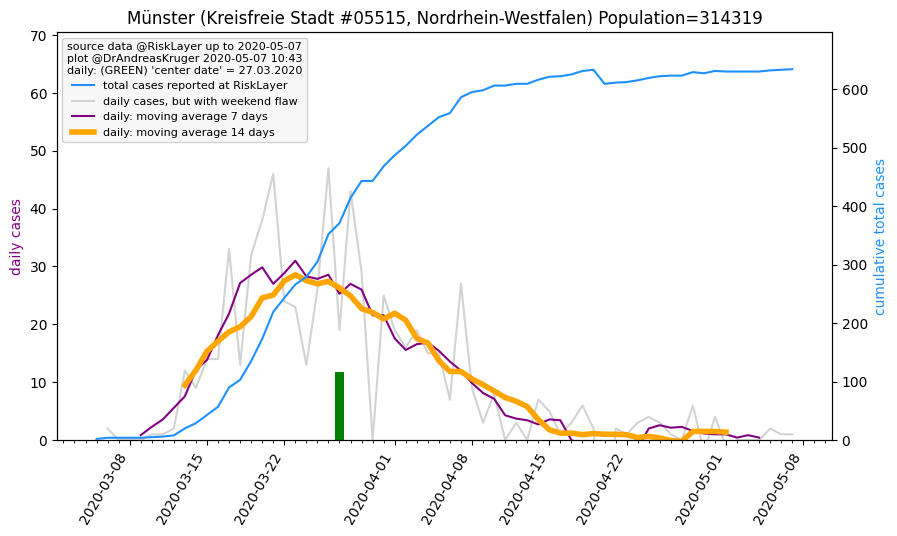 Münster (Kreisfreie Stadt #05515, Nordrhein-Westfalen) Population=314319
source data @RiskLayer up to 2020-05-07
plot @DrAndreasKruger 2020-05-07 10:43
daily: (GREEN) 'center date' = 27.03.2020
total cases reported at RiskLayer
daily cases, but with weekend flaw
daily: moving average 7 days
daily: moving average 14 days
daily cases
70
60
50
40
30
20
10
0
cumulative total cases
600
500
400
300
200
100
0
2020-03-08
2020-03-15
2020-03-22
2020-04-01
2020-04-08
2020-04-15
2020-04-22
2020-05-01
2020-05-08